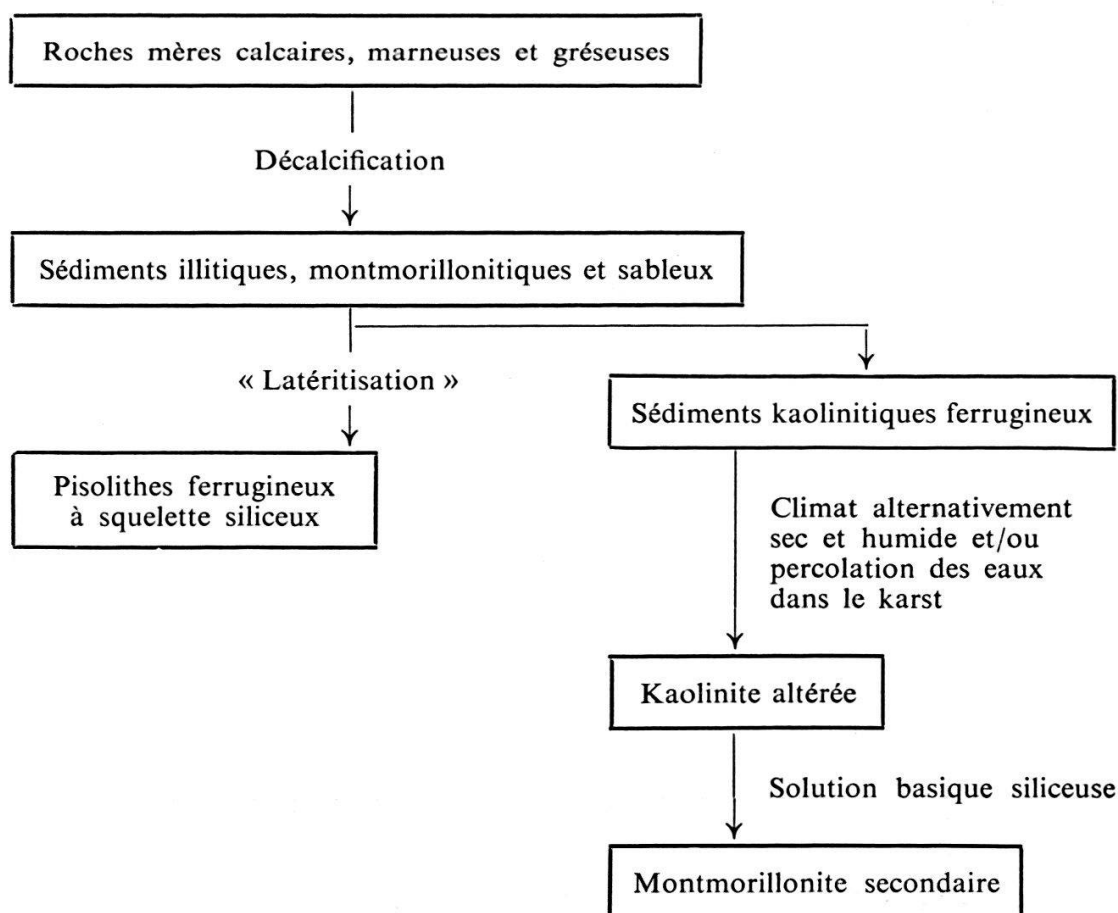 Roches mères calcaires, marneuses et gréseuses
Décalcification
Sédiments illitiques, montmorillonitiques et sableux
« Latéritisation »
Sédiments kaolinitiques ferrugineux
Pisolithes ferrugineux
à squelette siliceux
Climat alternativement
sec et humide et/ou
percolation des eaux
dans le karst
Kaolinite altérée
Solution basique siliceuse
Montmorillonite secondaire